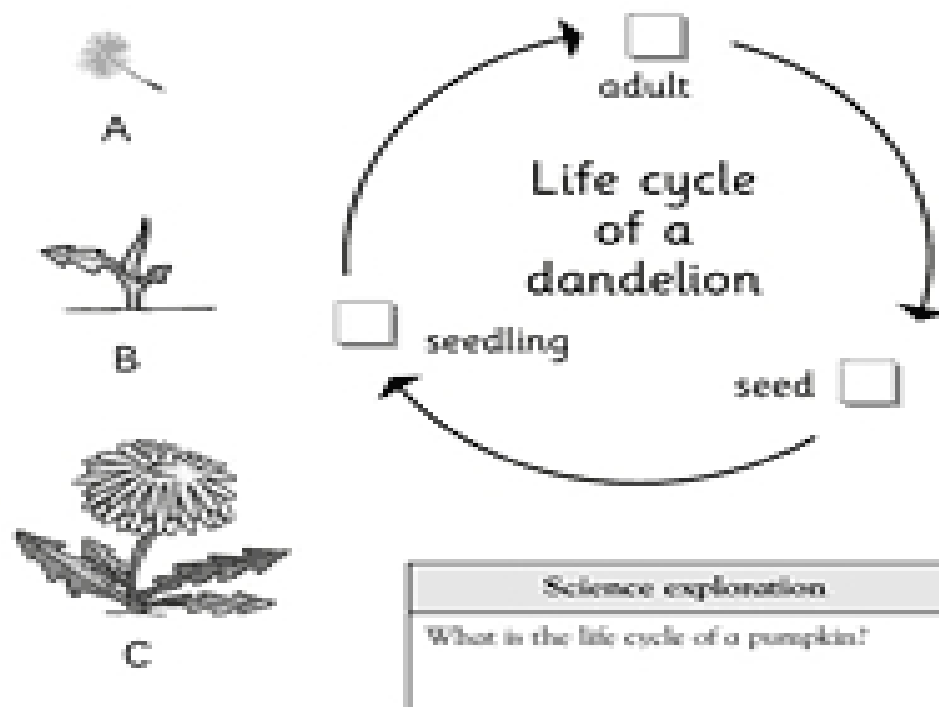 A
B
C
adult
Life cycle
of a
dandelion
seedling
seed
Science exploration
What is the life cycle of a pumpkin?